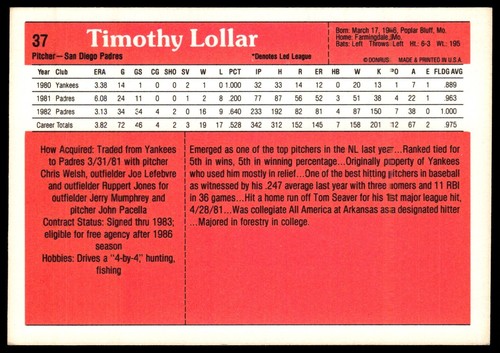 37
Timothy Lollar
Pitcher—San Diego Padres
*Denotes Led League
Born: March 17, 1956, Poplar Bluff, Mo.
Home: Farmingdale, Mo.
Bats: Left Throws: Left Ht.: 6-3 Wt.: 195
© DONRUSS MADE & PRINTED IN U.S.A.
Year Club ERA G GS CG SHO SV W L PCT IP H R ER HR W K PO A E FLDG AVG
1980 Yankees 3.38 14 1 0 0 2 1 0 1.000 32 33 14 12 0 20 13 1 7 1 .889
1981 Padres 6.08 24 11 0 0 1 2 8 .200 77 87 56 52 3 51 38 4 22 1 .963
1982 Padres 3.13 34 34 4 2 0 16 9 .640 233 192 82 81 4 87 150 7 38 0 1.000
Career Totals 3.82 72 46 4 2 3 19 17 .528 342 312 152 145 7 158 201 12 67 2 .975
How Acquired: Traded from Yankees
to Padres 3/31/81 with pitcher
Chris Welsh, outfielder Joe Lefebvre
and outfielder Ruppert Jones for
outfielder Jerry Mumphrey and
pitcher John Pacella
Contract Status: Signed thru 1983;
eligible for free agency after 1986
season
Hobbies: Drives a "4-by-4," hunting,
fishing
Emerged as one of the top pitchers in the NL last year...Ranked tied for
5th in wins, 5th in winning percentage...Originally property of Yankees
who used him mostly in relief...One of the best hitting pitchers in baseball
as witnessed by his .247 average last year with three homers and 11 RBI
in 36 games...Hit a home run off Tom Seaver for his 1st major league hit,
4/28/81...Was collegiate All America at Arkansas as a designated hitter
...Majored in forestry in college.